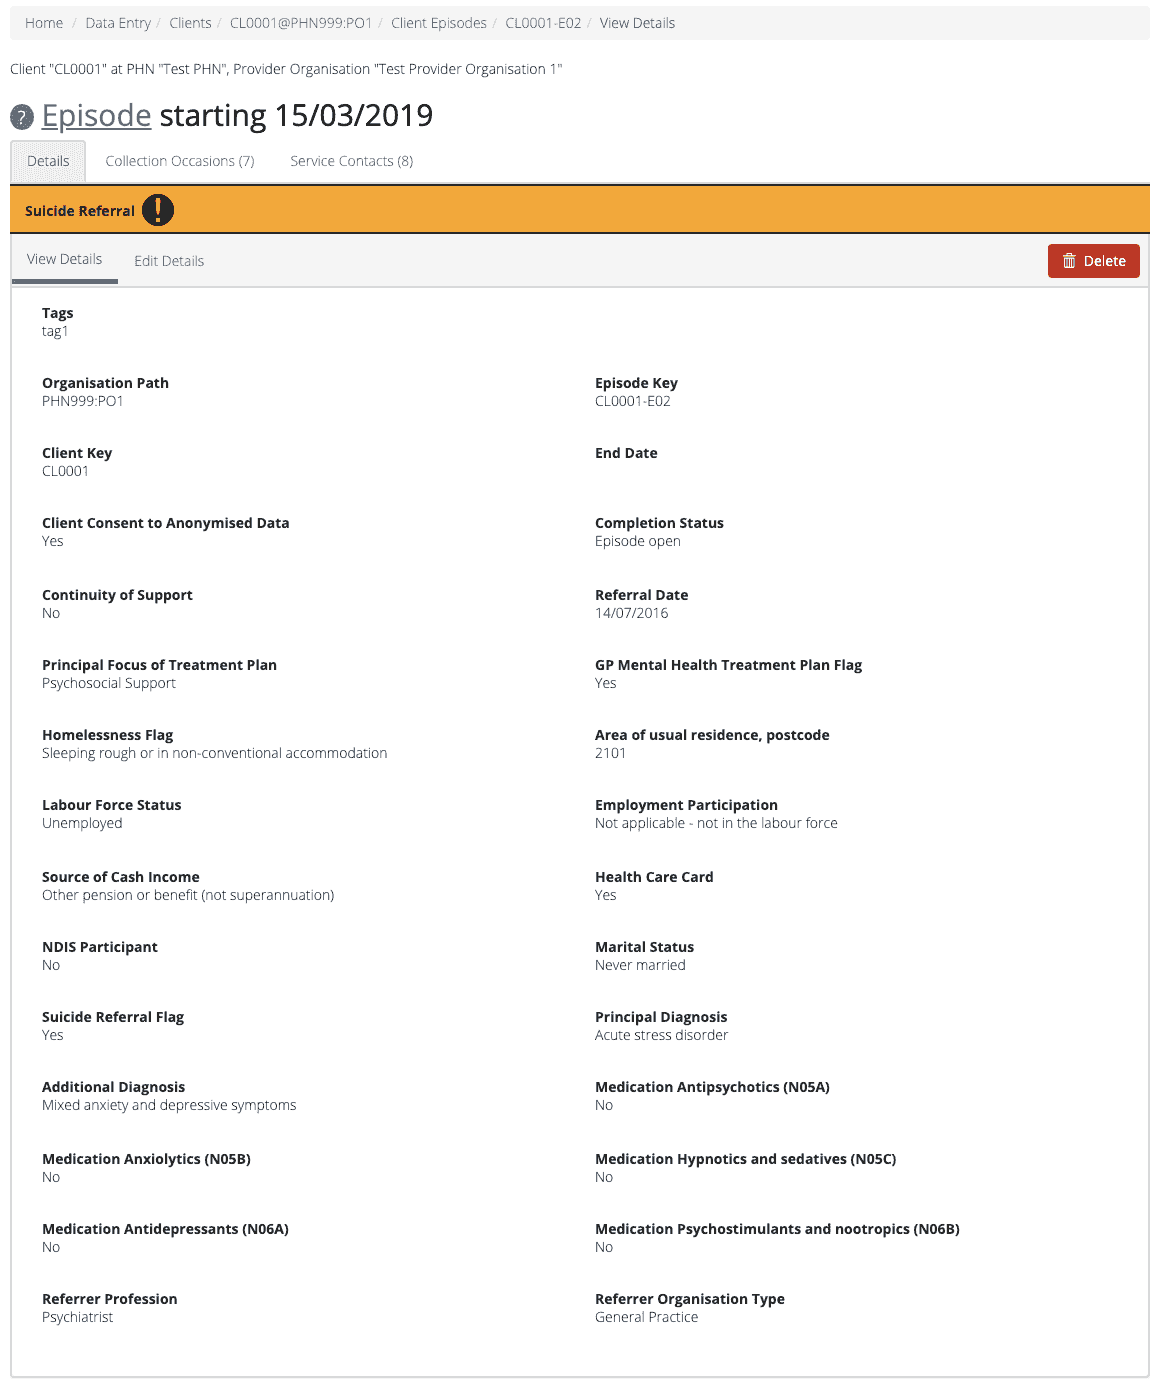 Home / Data Entry / Clients / CL0001@PHN999:PO1 / Client Episodes / CL0001-E02 / View Details
Client "CL0001" at PHN "Test PHN", Provider Organisation "Test Provider Organisation 1"
? Episode starting 15/03/2019
Details Collection Occasions (7) Service Contacts (8)
Suicide Referral !
View Details Edit Details Delete
Tags
tag1
Organisation Path Episode Key
PHN999:PO1 CL0001-E02
Client Key End Date
CL0001
Client Consent to Anonymised Data Completion Status
Yes Episode open
Continuity of Support Referral Date
No 14/07/2016
Principal Focus of Treatment Plan GP Mental Health Treatment Plan Flag
Psychosocial Support Yes
Homelessness Flag Area of usual residence, postcode
Sleeping rough or in non-conventional accommodation 2101
Labour Force Status Employment Participation
Unemployed Not applicable - not in the labour force
Source of Cash Income Health Care Card
Other pension or benefit (not superannuation) Yes
NDIS Participant Marital Status
No Never married
Suicide Referral Flag Principal Diagnosis
Yes Acute stress disorder
Additional Diagnosis Medication Antipsychotics (N05A)
Mixed anxiety and depressive symptoms No
Medication Anxiolytics (N05B) Medication Hypnotics and sedatives (N05C)
No No
Medication Antidepressants (N06A) Medication Psychostimulants and nootropics (N06B)
No No
Referrer Profession Referrer Organisation Type
Psychiatrist General Practice